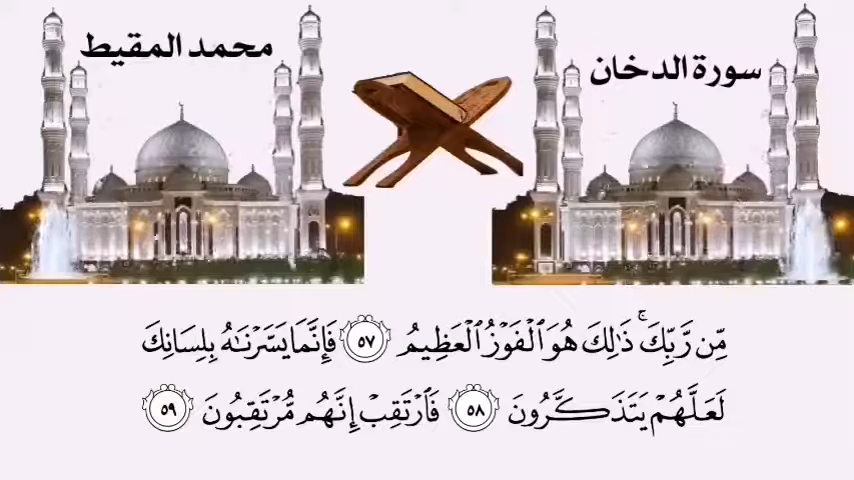 سورة الدخان
محمد المقيط
مِّن رَّبِّكَ ۚ ذَٰلِكَ هُوَ ٱلْفَوْزُ ٱلْعَظِيمُ ٥٧ فَإِنَّمَا يَسَّرْنَـٰهُ بِلِسَانِكَ
لَعَلَّهُمْ يَتَذَكَّرُونَ ٥٨ فَٱرْتَقِبْ إِنَّهُم مُّرْتَقِبُونَ ٥٩